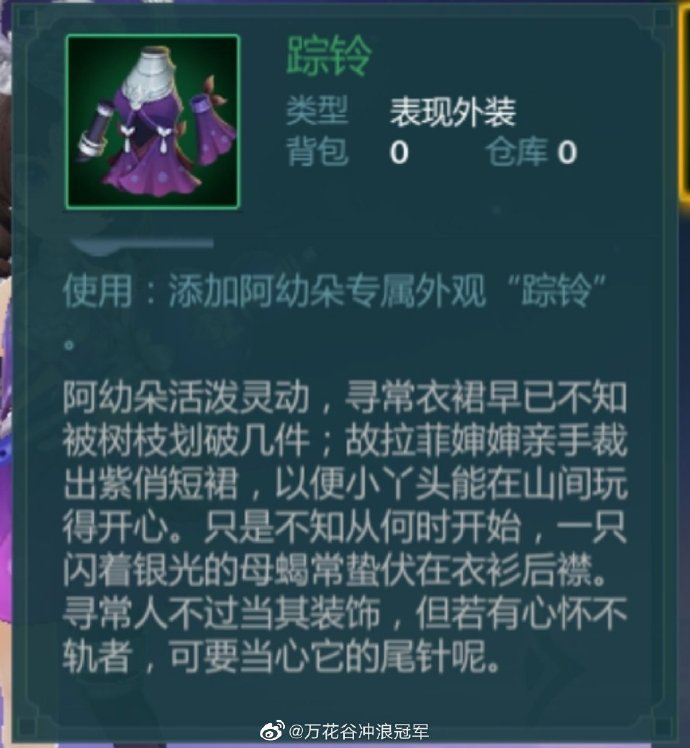 踪铃
类型 表现外装
背包 0 仓库 0
使用：添加阿幼朵专属外观“踪铃”
。
阿幼朵活泼灵动，寻常衣裙早已不知
被树枝划破几件；故拉菲婶婶亲手裁
出紫俏短裙，以便小丫头能在山间玩
得开心。只是不知从何时开始，一只
闪着银光的母蝎常蛰伏在衣衫后襟。
寻常人不过当其装饰，但若有心怀不
轨者，可要当心它的尾针呢。
@万花谷冲浪冠军